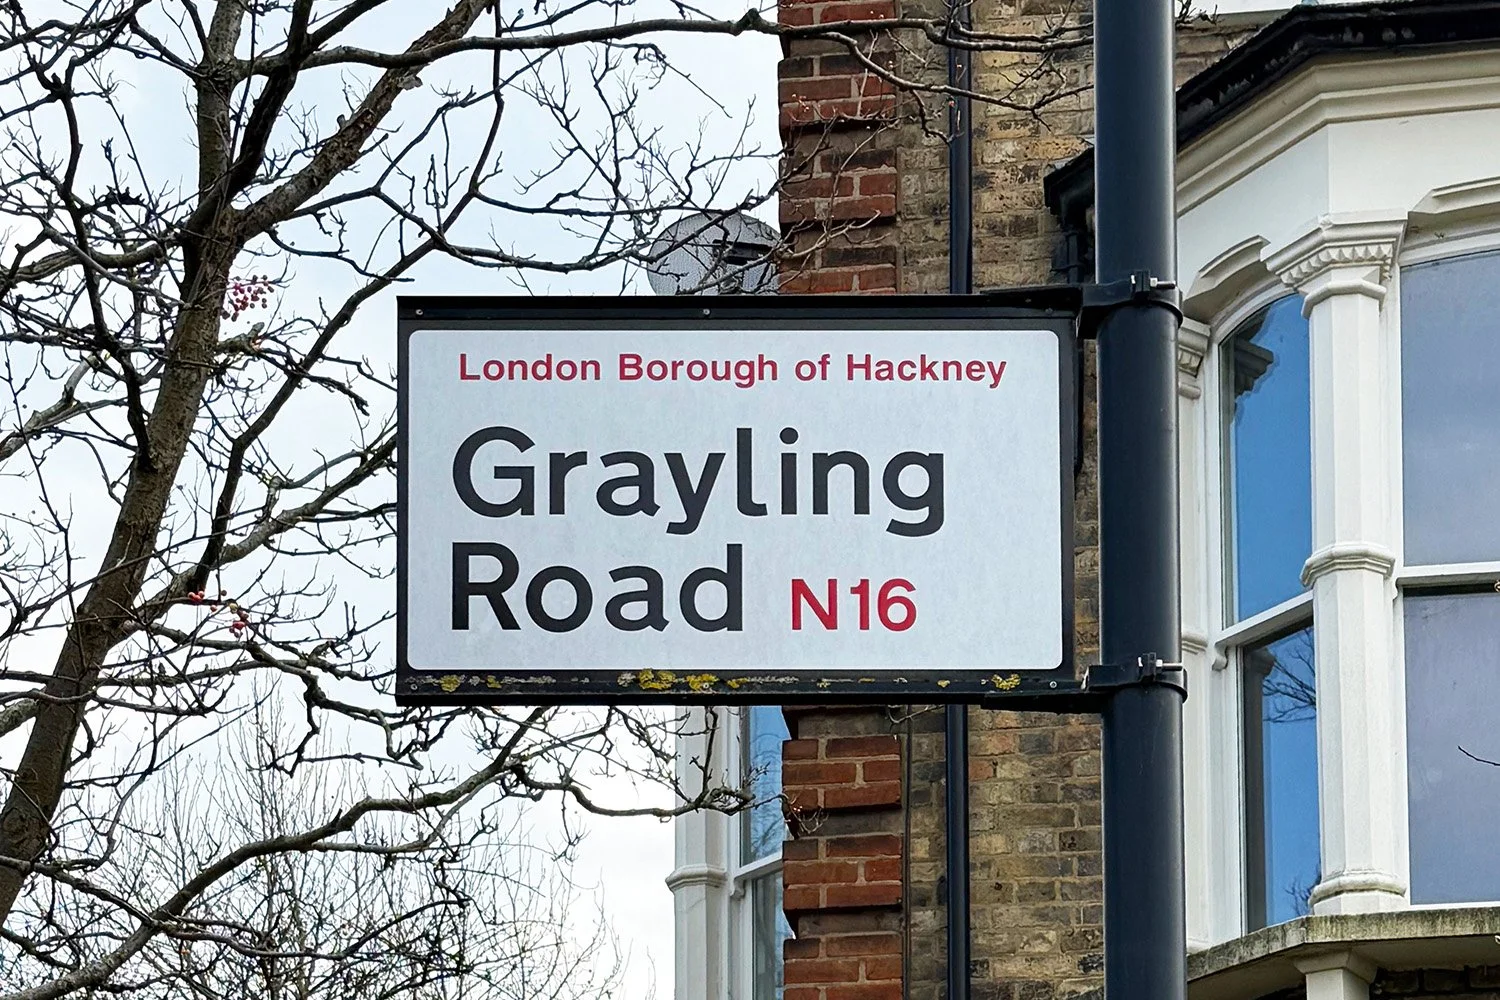 London Borough of Hackney
Grayling
Road N16